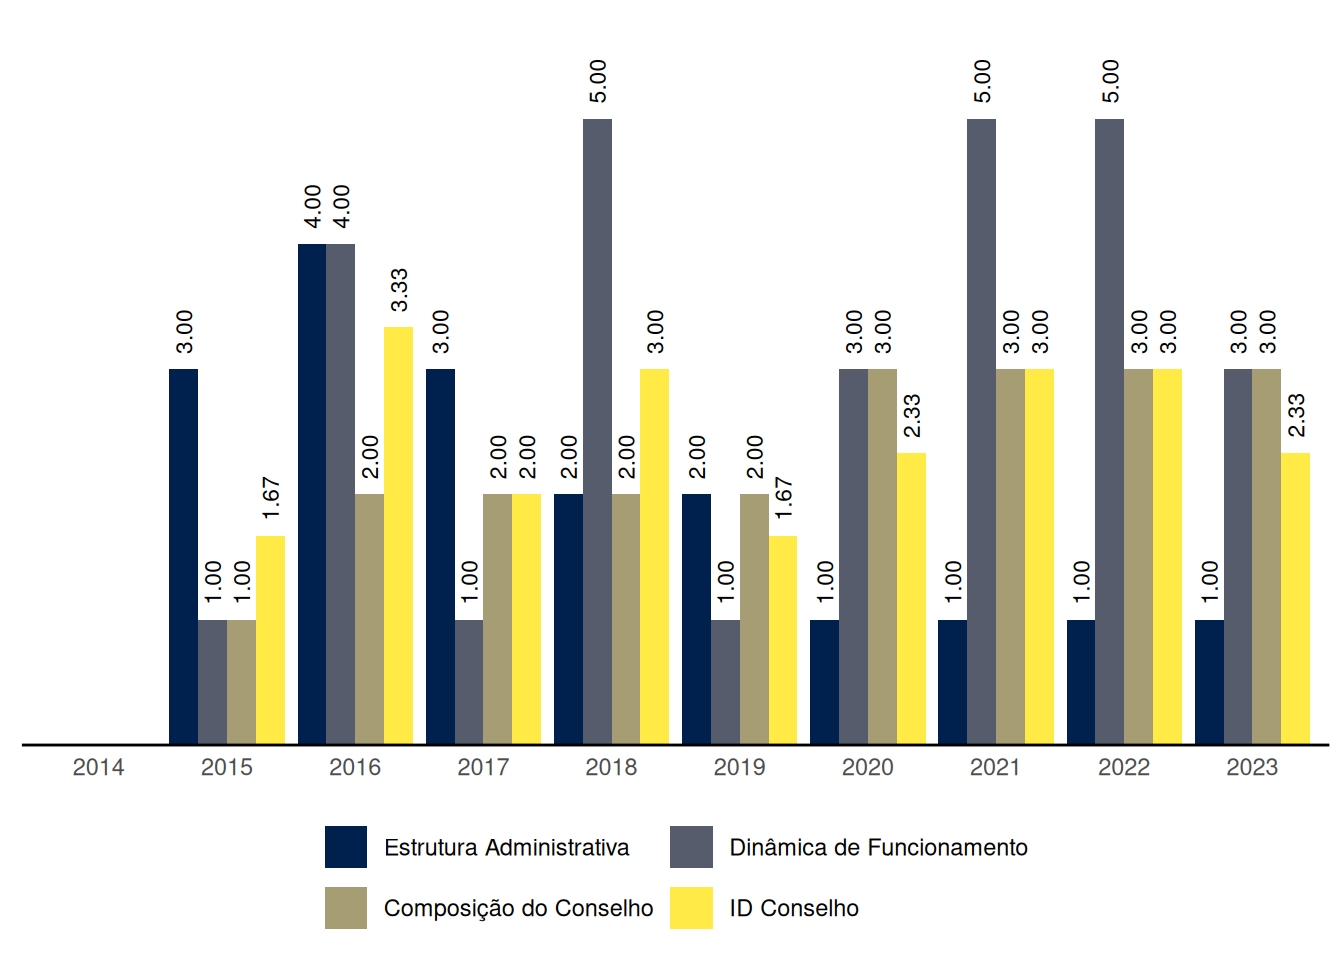 5.00 5.00 5.00
4.00 4.00
3.33
3.00 3.00 3.00 3.00 3.00 3.00 3.00 3.00 3.00 3.00 3.00
2.33 2.33
2.00 2.00 2.00 2.00 2.00 2.00 2.00
1.67 1.67
1.00 1.00 1.00 1.00 1.00 1.00 1.00 1.00
2014 2015 2016 2017 2018 2019 2020 2021 2022 2023
Estrutura Administrativa Dinâmica de Funcionamento
Composição do Conselho ID Conselho